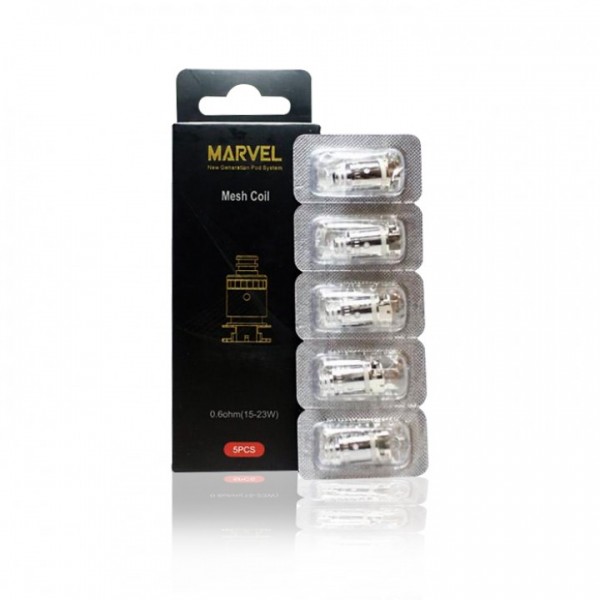 MARVEL
New Generation Pod System
Mesh Coil
R
0.6ohm(15-23W)
5PCS